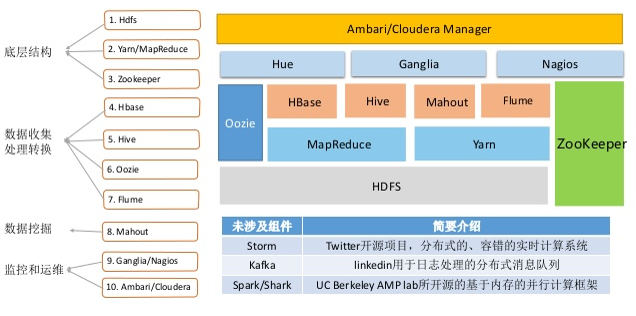 底层结构
1. Hdfs
2. Yarn/MapReduce
3. Zookeeper
数据收集
处理转换
4. Hbase
5. Hive
6. Oozie
7. Flume
数据挖掘
8. Mahout
监控和运维
9. Ganglia/Nagios
10. Ambari/Cloudera
Ambari/Cloudera Manager
Hue
Ganglia
Nagios
Oozie
HBase
Hive
Mahout
Flume
ZooKeeper
MapReduce
Yarn
HDFS
未涉及组件 简要介绍
Storm Twitter开源项目，分布式的、容错的实时计算系统
Kafka linkedin用于日志处理的分布式消息队列
Spark/Shark UC Berkeley AMP lab所开源的基于内存的并行计算框架